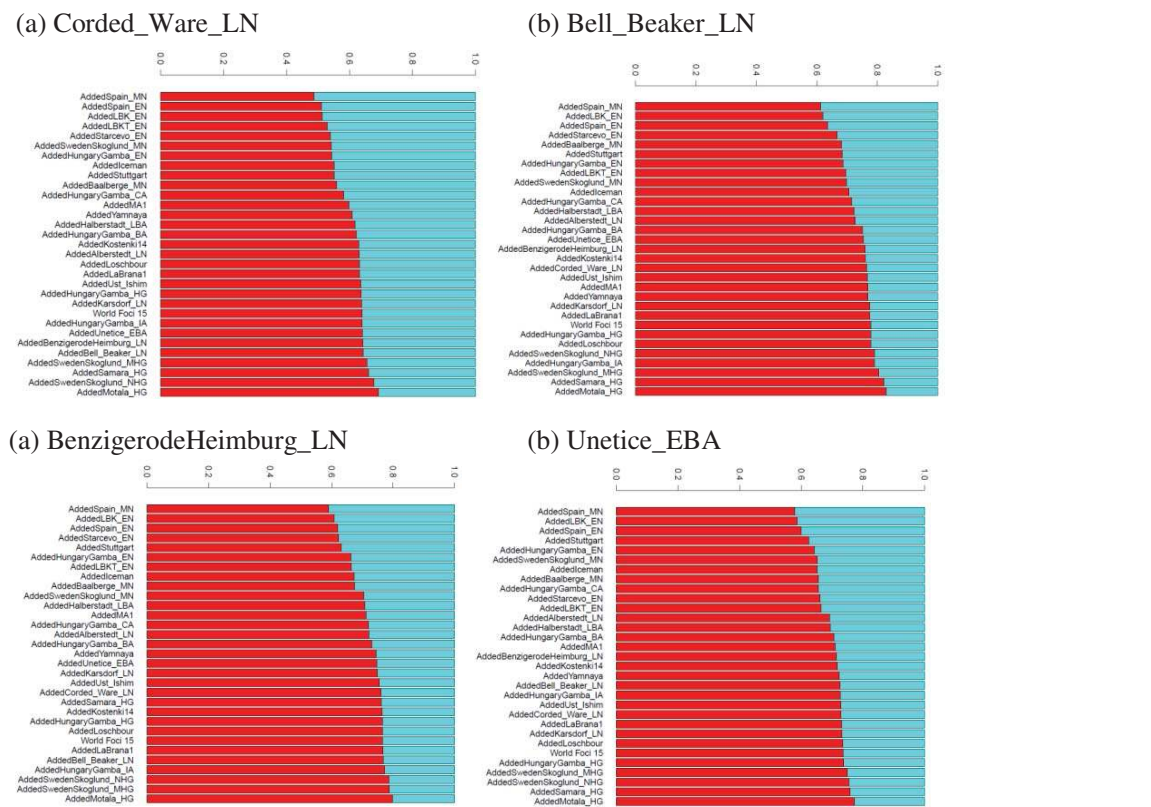 (a) Corded_Ware_LN
0.0 0.2 0.4 0.6 0.8 1.0
AddedSpain_MN
AddedSpain_EN
AddedLBK_EN
AddedLBKT_EN
AddedStarcevo_EN
AddedSwedenSkoglund_MN
AddedHungaryGamba_EN
AddedIceman
AddedStuttgart
AddedBaalberge_MN
AddedHungaryGamba_CA
AddedMA1
AddedYamnaya
AddedHalberstadt_LBA
AddedHungaryGamba_BA
AddedKostenki14
AddedAlberstedt_LN
AddedLoschbour
AddedLaBrana1
AddedUst_Ishim
AddedHungaryGamba_HG
AddedKarsdorf_LN
World Foci 15
AddedHungaryGamba_IA
AddedUnetice_EBA
AddedBenzigerodeHeimburg_LN
AddedBell_Beaker_LN
AddedSwedenSkoglund_MHG
AddedSamara_HG
AddedSwedenSkoglund_NHG
AddedMotala_HG
(b) Bell_Beaker_LN
0.0 0.2 0.4 0.6 0.8 1.0
AddedSpain_MN
AddedLBK_EN
AddedSpain_EN
AddedStarcevo_EN
AddedBaalberge_MN
AddedStuttgart
AddedHungaryGamba_EN
AddedLBKT_EN
AddedSwedenSkoglund_MN
AddedIceman
AddedHungaryGamba_CA
AddedHalberstadt_LBA
AddedAlberstedt_LN
AddedHungaryGamba_BA
AddedUnetice_EBA
AddedBenzigerodeHeimburg_LN
AddedKostenki14
AddedCorded_Ware_LN
AddedUst_Ishim
AddedMA1
AddedYamnaya
AddedKarsdorf_LN
AddedLaBrana1
World Foci 15
AddedHungaryGamba_HG
AddedLoschbour
AddedSwedenSkoglund_NHG
AddedHungaryGamba_IA
AddedSwedenSkoglund_MHG
AddedSamara_HG
AddedMotala_HG
(a) BenzigerodeHeimburg_LN
0.0 0.2 0.4 0.6 0.8 1.0
AddedSpain_MN
AddedLBK_EN
AddedSpain_EN
AddedStarcevo_EN
AddedStuttgart
AddedHungaryGamba_EN
AddedLBKT_EN
AddedIceman
AddedBaalberge_MN
AddedSwedenSkoglund_MN
AddedHalberstadt_LBA
AddedMA1
AddedHungaryGamba_CA
AddedAlberstedt_LN
AddedHungaryGamba_BA
AddedYamnaya
AddedUnetice_EBA
AddedKarsdorf_LN
AddedUst_Ishim
AddedCorded_Ware_LN
AddedSamara_HG
AddedKostenki14
AddedHungaryGamba_HG
AddedLoschbour
World Foci 15
AddedLaBrana1
AddedBell_Beaker_LN
AddedHungaryGamba_IA
AddedSwedenSkoglund_NHG
AddedSwedenSkoglund_MHG
AddedMotala_HG
(b) Unetice_EBA
0.0 0.2 0.4 0.6 0.8 1.0
AddedSpain_MN
AddedLBK_EN
AddedSpain_EN
AddedStuttgart
AddedHungaryGamba_EN
AddedSwedenSkoglund_MN
AddedIceman
AddedBaalberge_MN
AddedHungaryGamba_CA
AddedStarcevo_EN
AddedLBKT_EN
AddedAlberstedt_LN
AddedHalberstadt_LBA
AddedHungaryGamba_BA
AddedMA1
AddedBenzigerodeHeimburg_LN
AddedKostenki14
AddedYamnaya
AddedBell_Beaker_LN
AddedHungaryGamba_IA
AddedUst_Ishim
AddedCorded_Ware_LN
AddedLaBrana1
AddedKarsdorf_LN
AddedLoschbour
World Foci 15
AddedHungaryGamba_HG
AddedSwedenSkoglund_MHG
AddedSwedenSkoglund_NHG
AddedSamara_HG
AddedMotala_HG